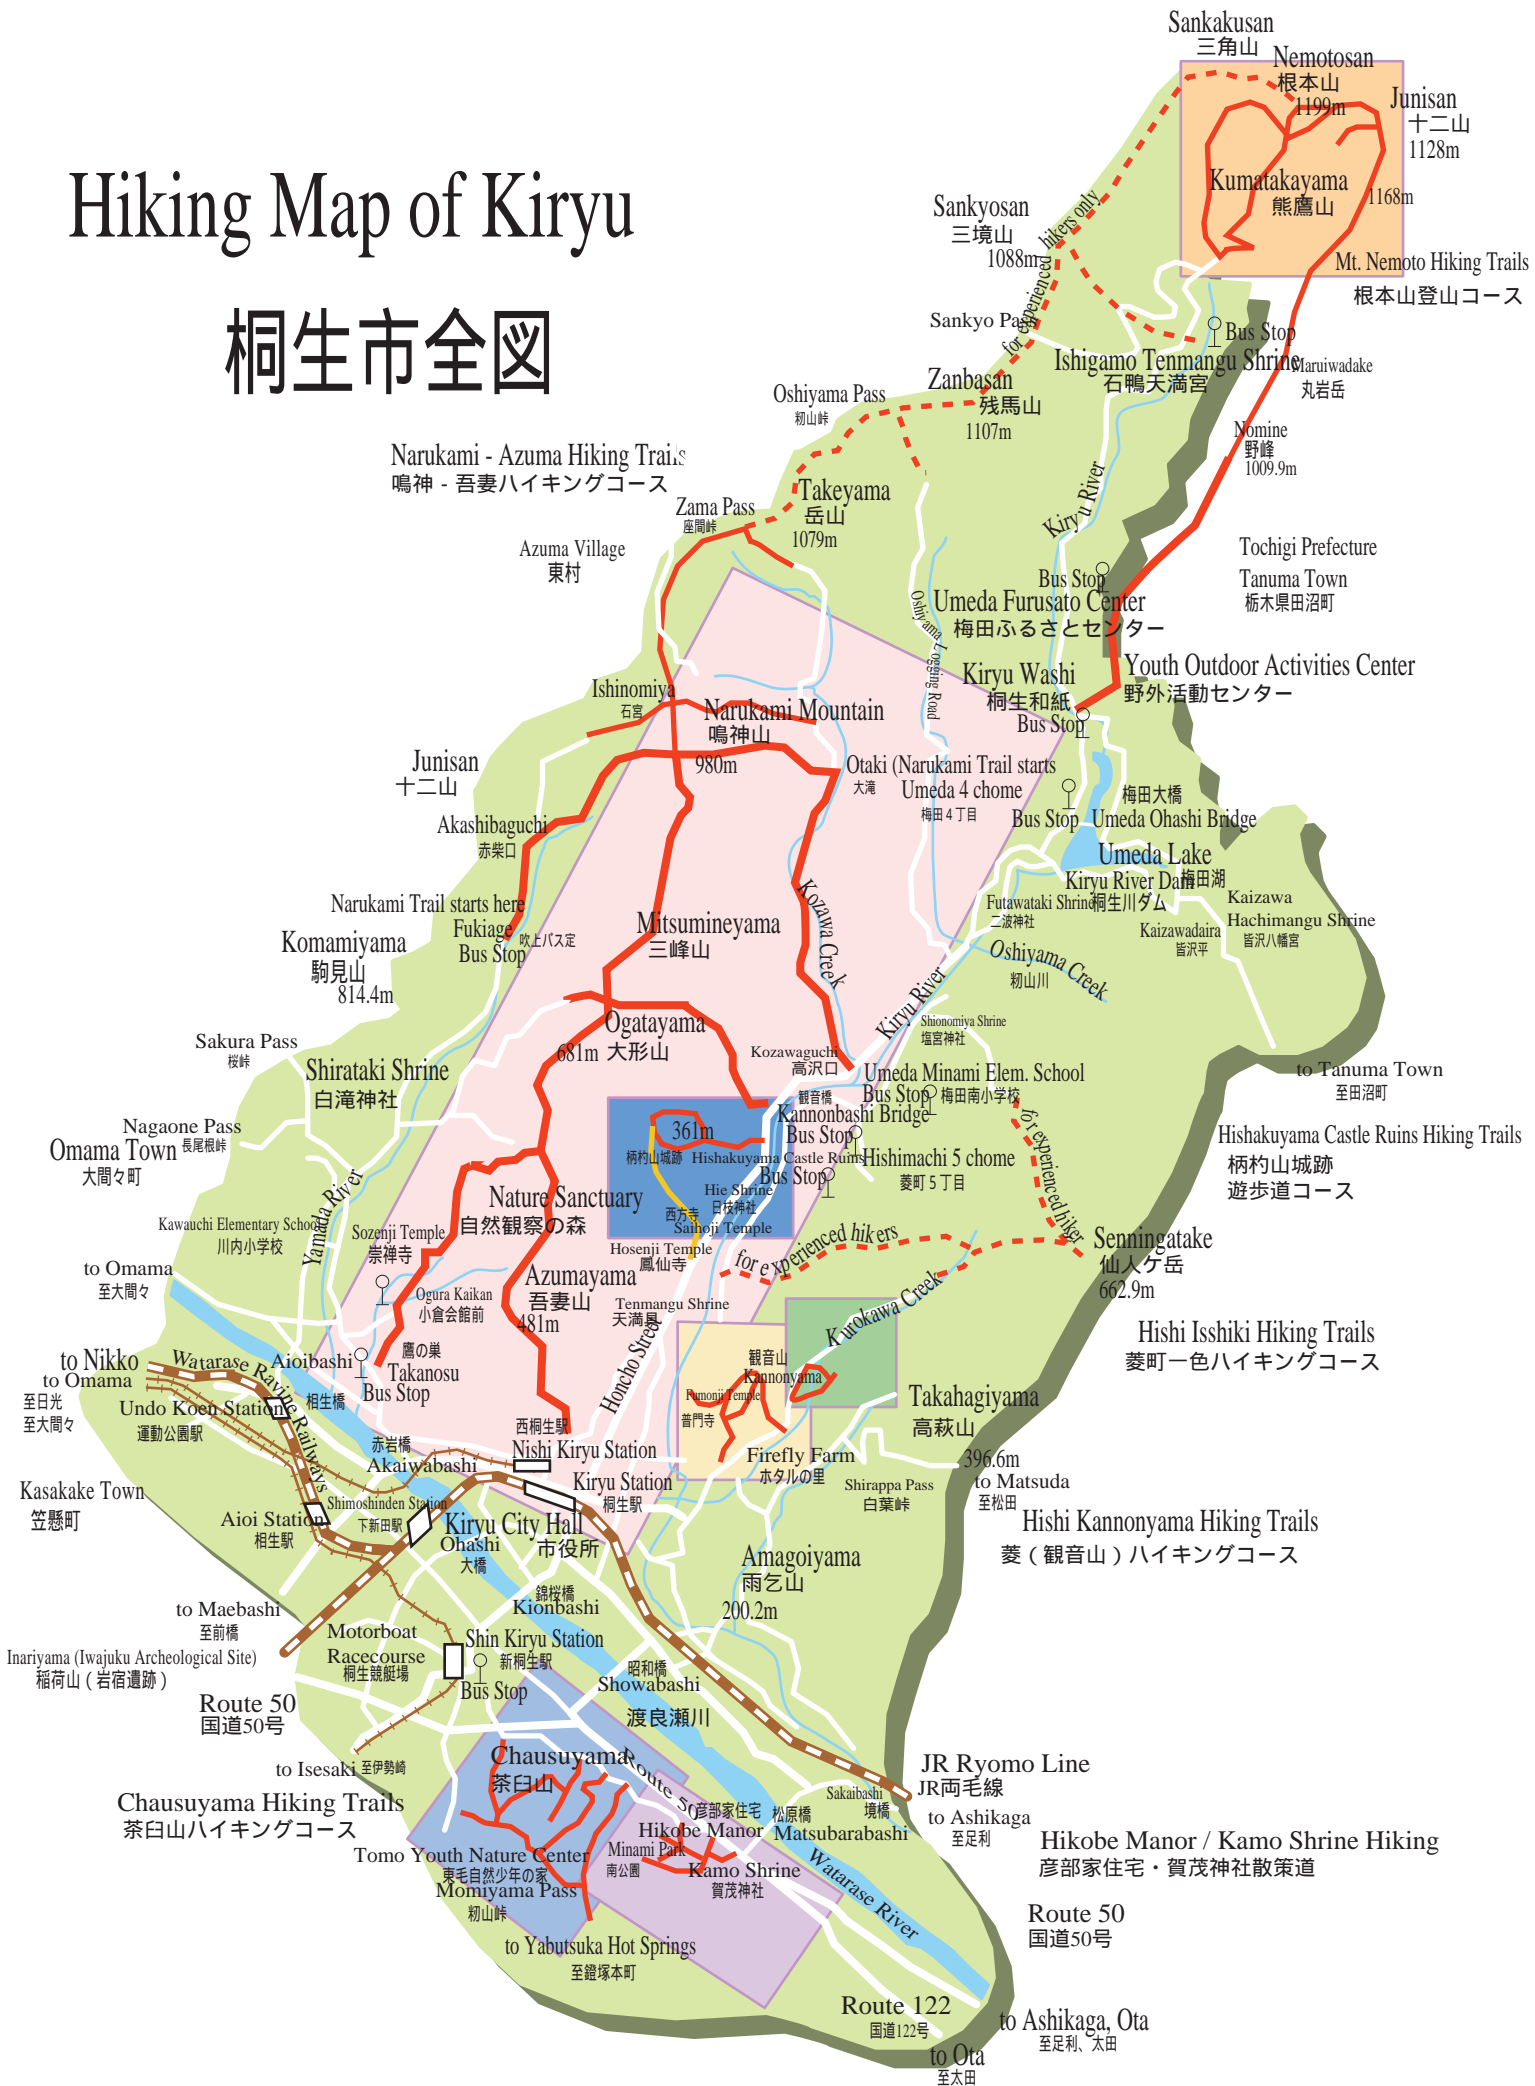 Sankakusan
三角山
Nemotosan
根本山
1199m
Junisan
十二山
1128m
Hiking Map of Kiryu
桐生市全図
Kumatakayama
熊鷹山
1168m
Sankyosan
三境山
1088m
for experienced hikers only
Mt. Nemoto Hiking Trails
根本山登山コース
Sankyo Pa
Bus Stop
Ishigamo Tenmangu Shrine
石鴨天満宮
Maruiwadake
丸岩岳
Zanbasan
残馬山
1107m
Oshiyama Pass
籾山峠
Nomine
野峰
1009.9m
Narukami - Azuma Hiking Trails
鳴神 - 吾妻ハイキングコース
Kiryu River
Takeyama
岳山
1079m
Zama Pass
座間峠
Azuma Village
東村
Tochigi Prefecture
Tanuma Town
栃木県田沼町
Bus Stop
Umeda Furusato Center
梅田ふるさとセンター
Oshiyama Logging Road
Kiryu Washi
桐生和紙
Bus Stop
Youth Outdoor Activities Center
野外活動センター
Ishinomiya
石宮
Narukami Mountain
鳴神山
980m
Junisan
十二山
Otaki (Narukami Trail starts
大滝
Umeda 4 chome
梅田４丁目
梅田大橋
Bus Stop
Umeda Ohashi Bridge
Akashibaguchi
赤柴口
Umeda Lake
梅田湖
Kiryu River Dam
桐生川ダム
Kozawa Creek
Futawataki Shrine
二渡神社
Kaizawa
Hachimangu Shrine
皆沢八幡宮
Kaizawadaira
皆沢平
Narukami Trail starts here
Fukiage
Bus Stop
吹上バス定
Mitsumineyama
三峰山
Komamiyama
駒見山
814.4m
Oshiyama Creek
籾山川
Kiryu River
Shionomiya Shrine
塩宮神社
Ogatayama
大形山
681m
Sakura Pass
桜峠
Kozawaguchi
高沢口
Shirataki Shrine
白滝神社
Umeda Minami Elem. School
梅田南小学校
Bus Stop
to Tanuma Town
至田沼町
観音橋
Kannonbashi Bridge
for experienced hiker
Nagaone Pass
長尾根峠
361m
Bus Stop
Hishakuyama Castle Ruins Hiking Trails
柄杓山城跡
遊歩道コース
Omama Town
大間々町
柄杓山城跡
Hishakuyama Castle Ruins
Hishimachi 5 chome
菱町５丁目
Bus Stop
Hie Shrine
日枝神社
Nature Sanctuary
自然観察の森
西方寺
Saihoji Temple
Kawauchi Elementary School
川内小学校
Yamada River
Sozenji Temple
崇禅寺
Hosenji Temple
鳳仙寺
for experienced hikers
Senningatake
仙人ケ岳
662.9m
to Omama
至大間々
Azumayama
吾妻山
481m
Ogura Kaikan
小倉会館前
Tenmangu Shrine
天満宮
Kurokawa Creek
Hishi Isshiki Hiking Trails
菱町一色ハイキングコース
to Nikko
to Omama
至日光
至大間々
Watarase Ravine Railways
Aioibashi
相生橋
鷹の巣
Takanosu
Bus Stop
Honcho Street
観音山
Kannonyama
Fumonji Temple
普門寺
Takahagiyama
高萩山
396.6m
Undo Koen Station
運動公園駅
西桐生駅
Nishi Kiryu Station
赤岩橋
Akaiwabashi
Firefly Farm
ホタルの里
Shirappa Pass
白葉峠
to Matsuda
至松田
Kiryu Station
桐生駅
Kasakake Town
笠懸町
Shimoshinden Station
下新田駅
Aioi Station
相生駅
Kiryu City Hall
市役所
Ohashi
大橋
Hishi Kannonyama Hiking Trails
菱（観音山）ハイキングコース
Amagoiyama
雨乞山
200.2m
錦桜橋
Kionbashi
to Maebashi
至前橋
Motorboat
Racecourse
桐生競艇場
Shin Kiryu Station
新桐生駅
Bus Stop
Inariyama (Iwajuku Archeological Site)
稲荷山（岩宿遺跡）
昭和橋
Showabashi
Route 50
国道50号
渡良瀬川
to Isesaki 至伊勢崎
Chausuyama
茶臼山
Route 50
JR Ryomo Line
JR両毛線
Chausuyama Hiking Trails
茶臼山ハイキングコース
Sakaibashi
境橋
彦部家住宅
Hikobe Manor
松原橋
Matsubarabashi
to Ashikaga
至足利
Hikobe Manor / Kamo Shrine Hiking
彦部家住宅・賀茂神社散策道
Tomo Youth Nature Center
東毛自然少年の家
Minami Park
南公園
Kamo Shrine
賀茂神社
Momiyama Pass
籾山峠
Watarase River
Route 50
国道50号
to Yabutsuka Hot Springs
至鐙塚本町
Route 122
国道122号
to Ashikaga, Ota
至足利、太田
to Ota
至太田